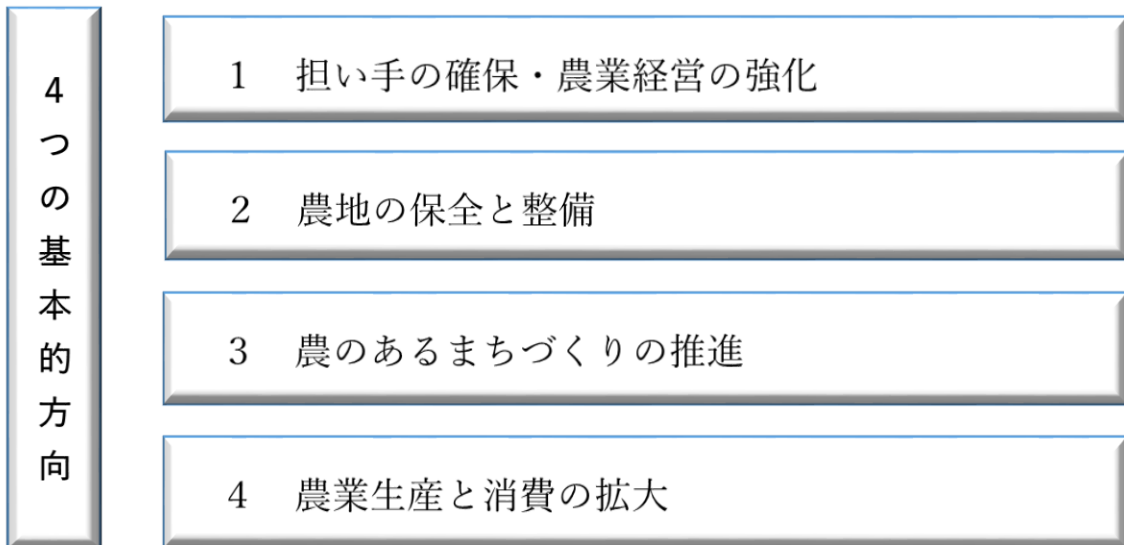 4つの基本的方向
1 担い手の確保・農業経営の強化
2 農地の保全と整備
3 農のあるまちづくりの推進
4 農業生産と消費の拡大